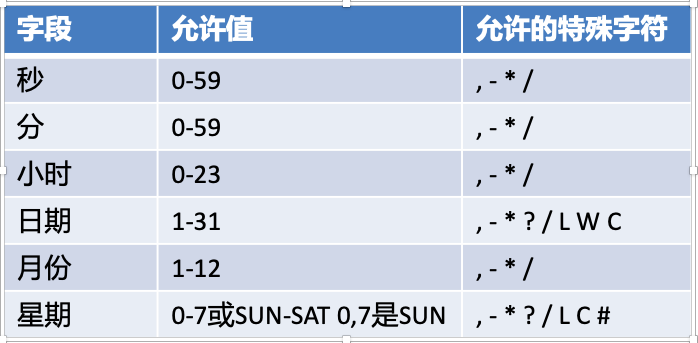 字段 允许值 允许的特殊字符
秒 0-59 , - * /
分 0-59 , - * /
小时 0-23 , - * /
日期 1-31 , - * ? / L W C
月份 1-12 , - * /
星期 0-7或SUN-SAT 0,7是SUN , - * ? / L C #